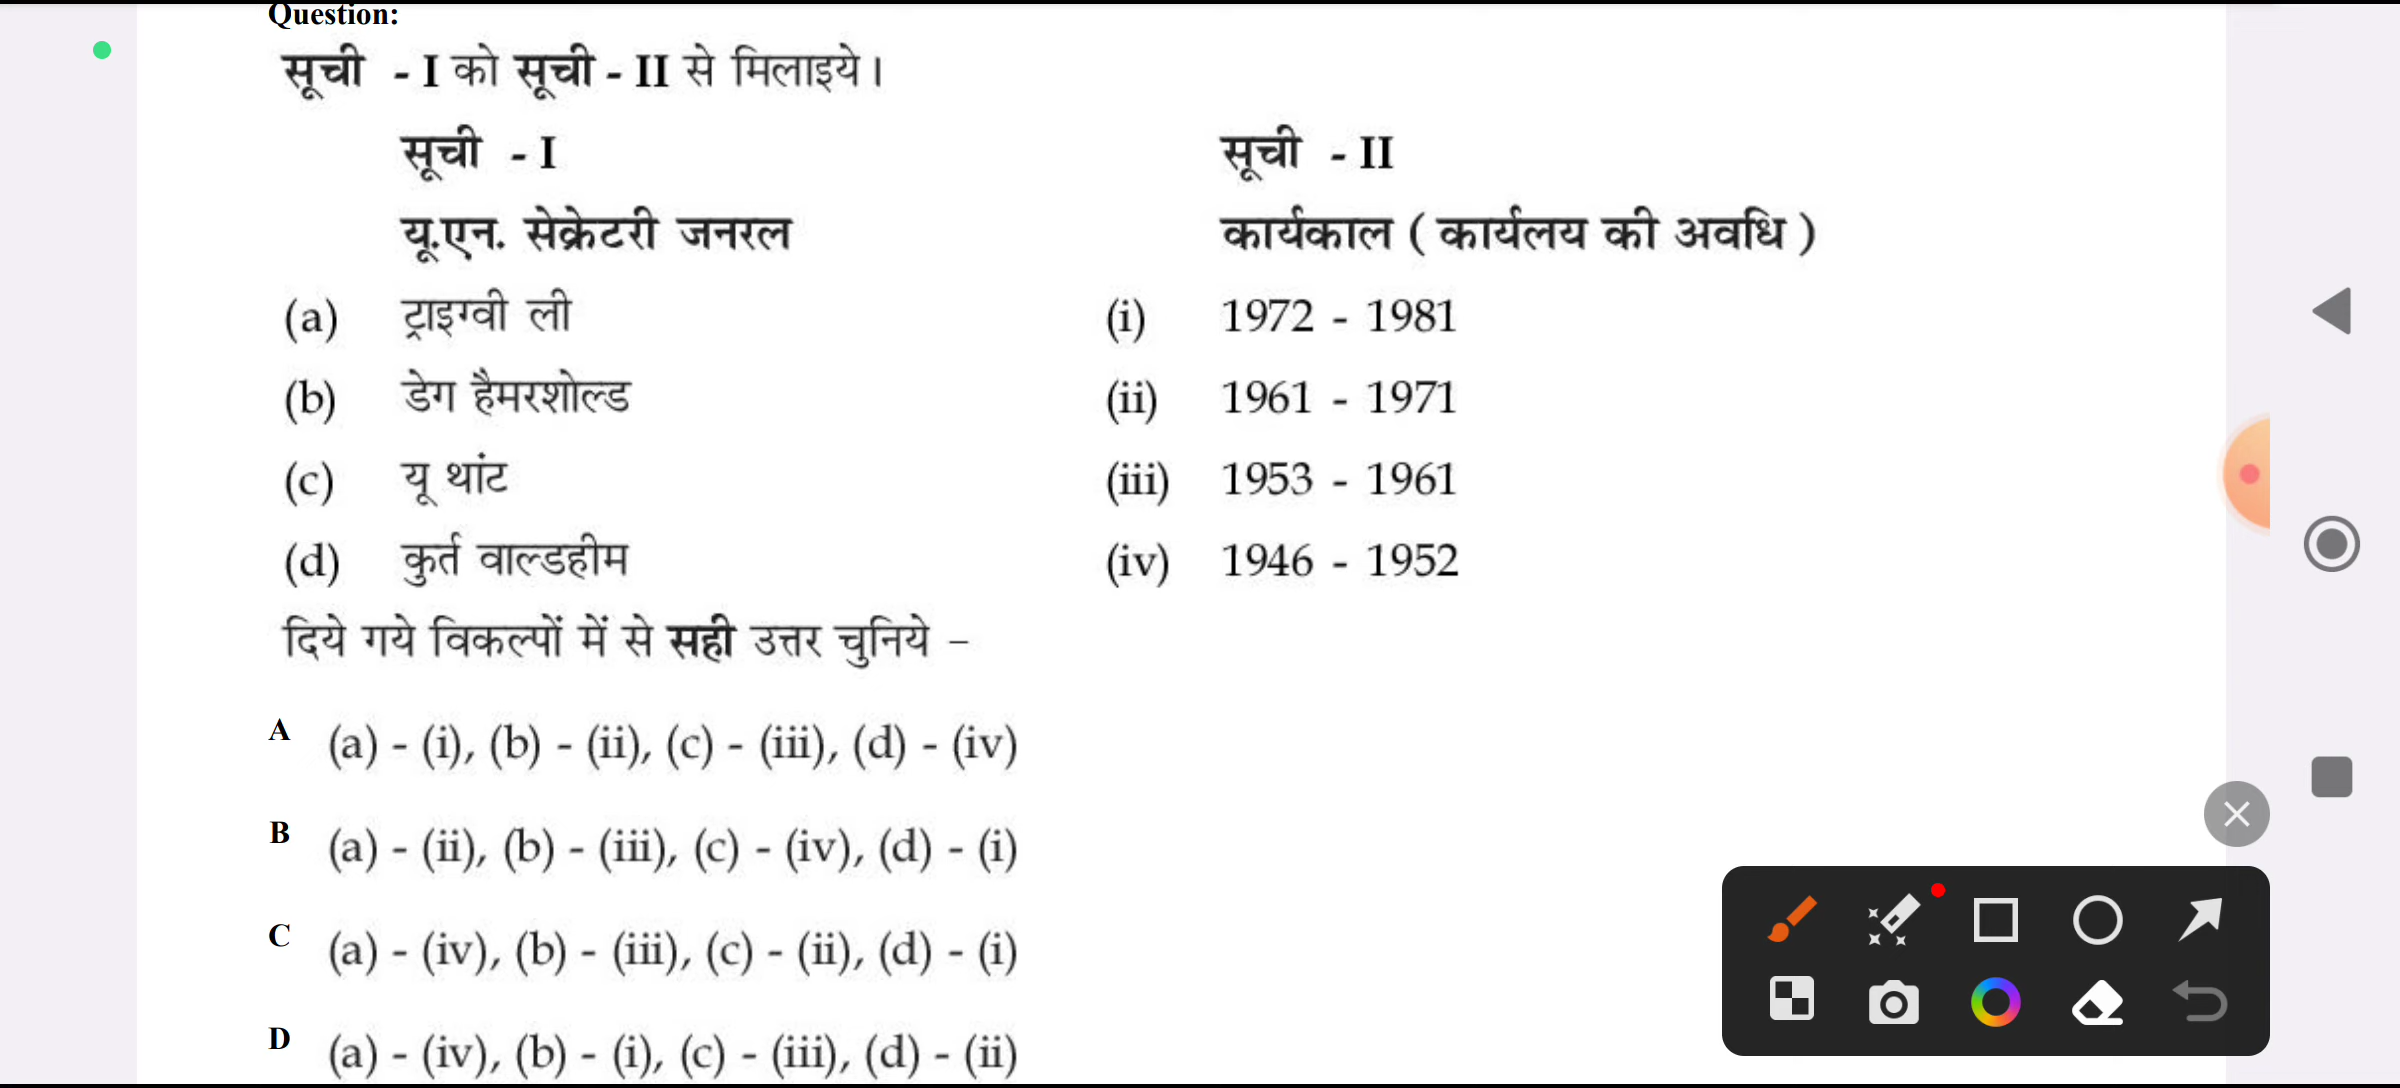 Question:
सूची - I को सूची - II से मिलाइये।
सूची - I सूची - II
यू.एन. सेक्रेटरी जनरल कार्यकाल ( कार्यलय की अवधि )
(a) ट्राइग्वी ली (i) 1972 - 1981
(b) डेग हैमरशोल्ड (ii) 1961 - 1971
(c) यू थांट (iii) 1953 - 1961
(d) कुर्त वाल्डहीम (iv) 1946 - 1952
दिये गये विकल्पों में से सही उत्तर चुनिये –
A (a) - (i), (b) - (ii), (c) - (iii), (d) - (iv)
B (a) - (ii), (b) - (iii), (c) - (iv), (d) - (i)
C (a) - (iv), (b) - (iii), (c) - (ii), (d) - (i)
D (a) - (iv), (b) - (i), (c) - (iii), (d) - (ii)